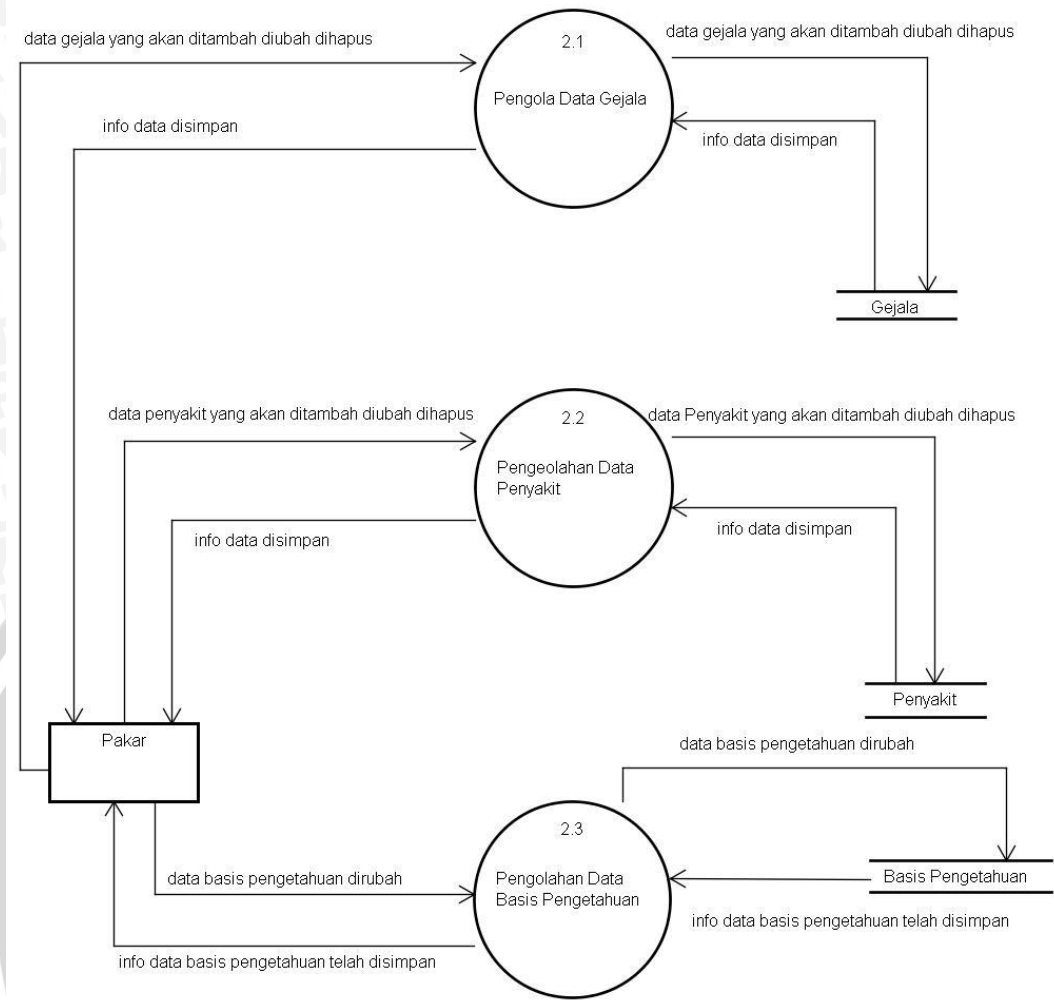 data gejala yang akan ditambah diubah dihapus
2.1
data gejala yang akan ditambah diubah dihapus
Pengola Data Gejala
info data disimpan
info data disimpan
Gejala
data penyakit yang akan ditambah diubah dihapus
2.2
data Penyakit yang akan ditambah diubah dihapus
Pengeolahan Data
Penyakit
info data disimpan
info data disimpan
Penyakit
Pakar
data basis pengetahuan dirubah
2.3
data basis pengetahuan dirubah
Pengolahan Data
Basis Pengetahuan
Basis Pengetahuan
info data basis pengetahuan telah disimpan
info data basis pengetahuan telah disimpan